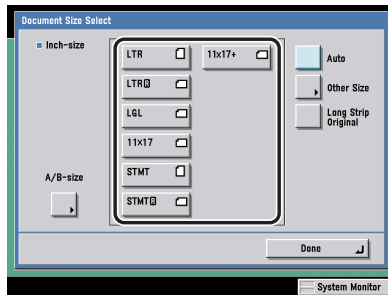 Document Size Select
Inch-size
LTR
11x17+
Auto
LTRR
Other Size
LGL
Long Strip
Original
11x17
A/B-size
STMT
STMTR
Done
System Monitor